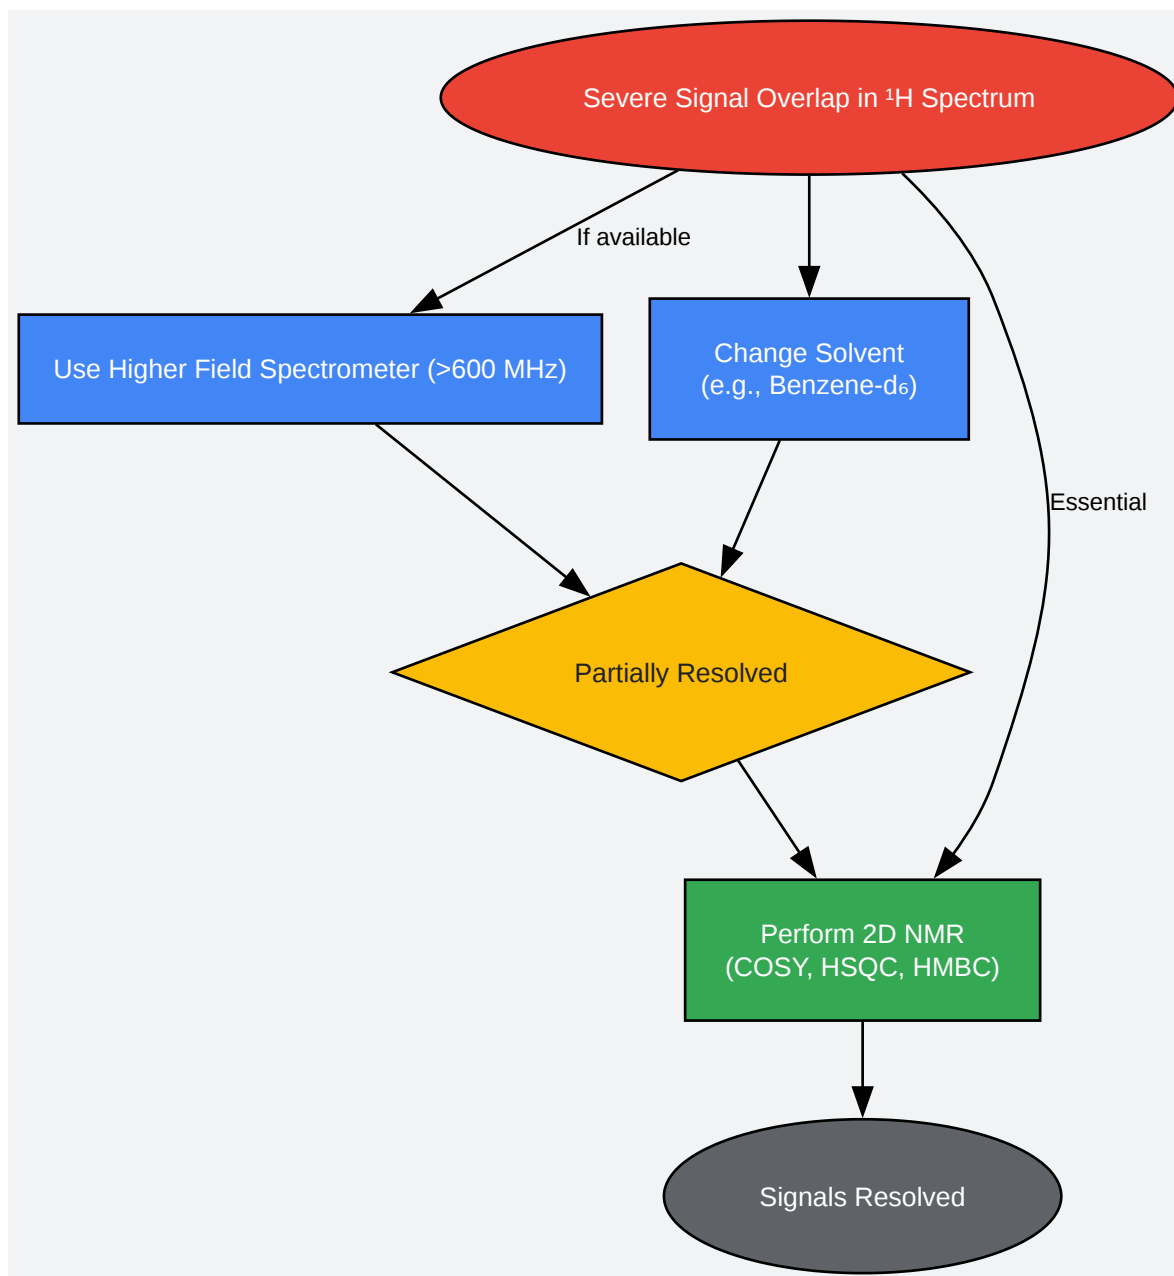 Severe Signal Overlap in ¹H Spectrum
If available
Use Higher Field Spectrometer (>600 MHz)
Change Solvent
(e.g., Benzene-d₆)
Essential
Partially Resolved
Perform 2D NMR
(COSY, HSQC, HMBC)
Signals Resolved